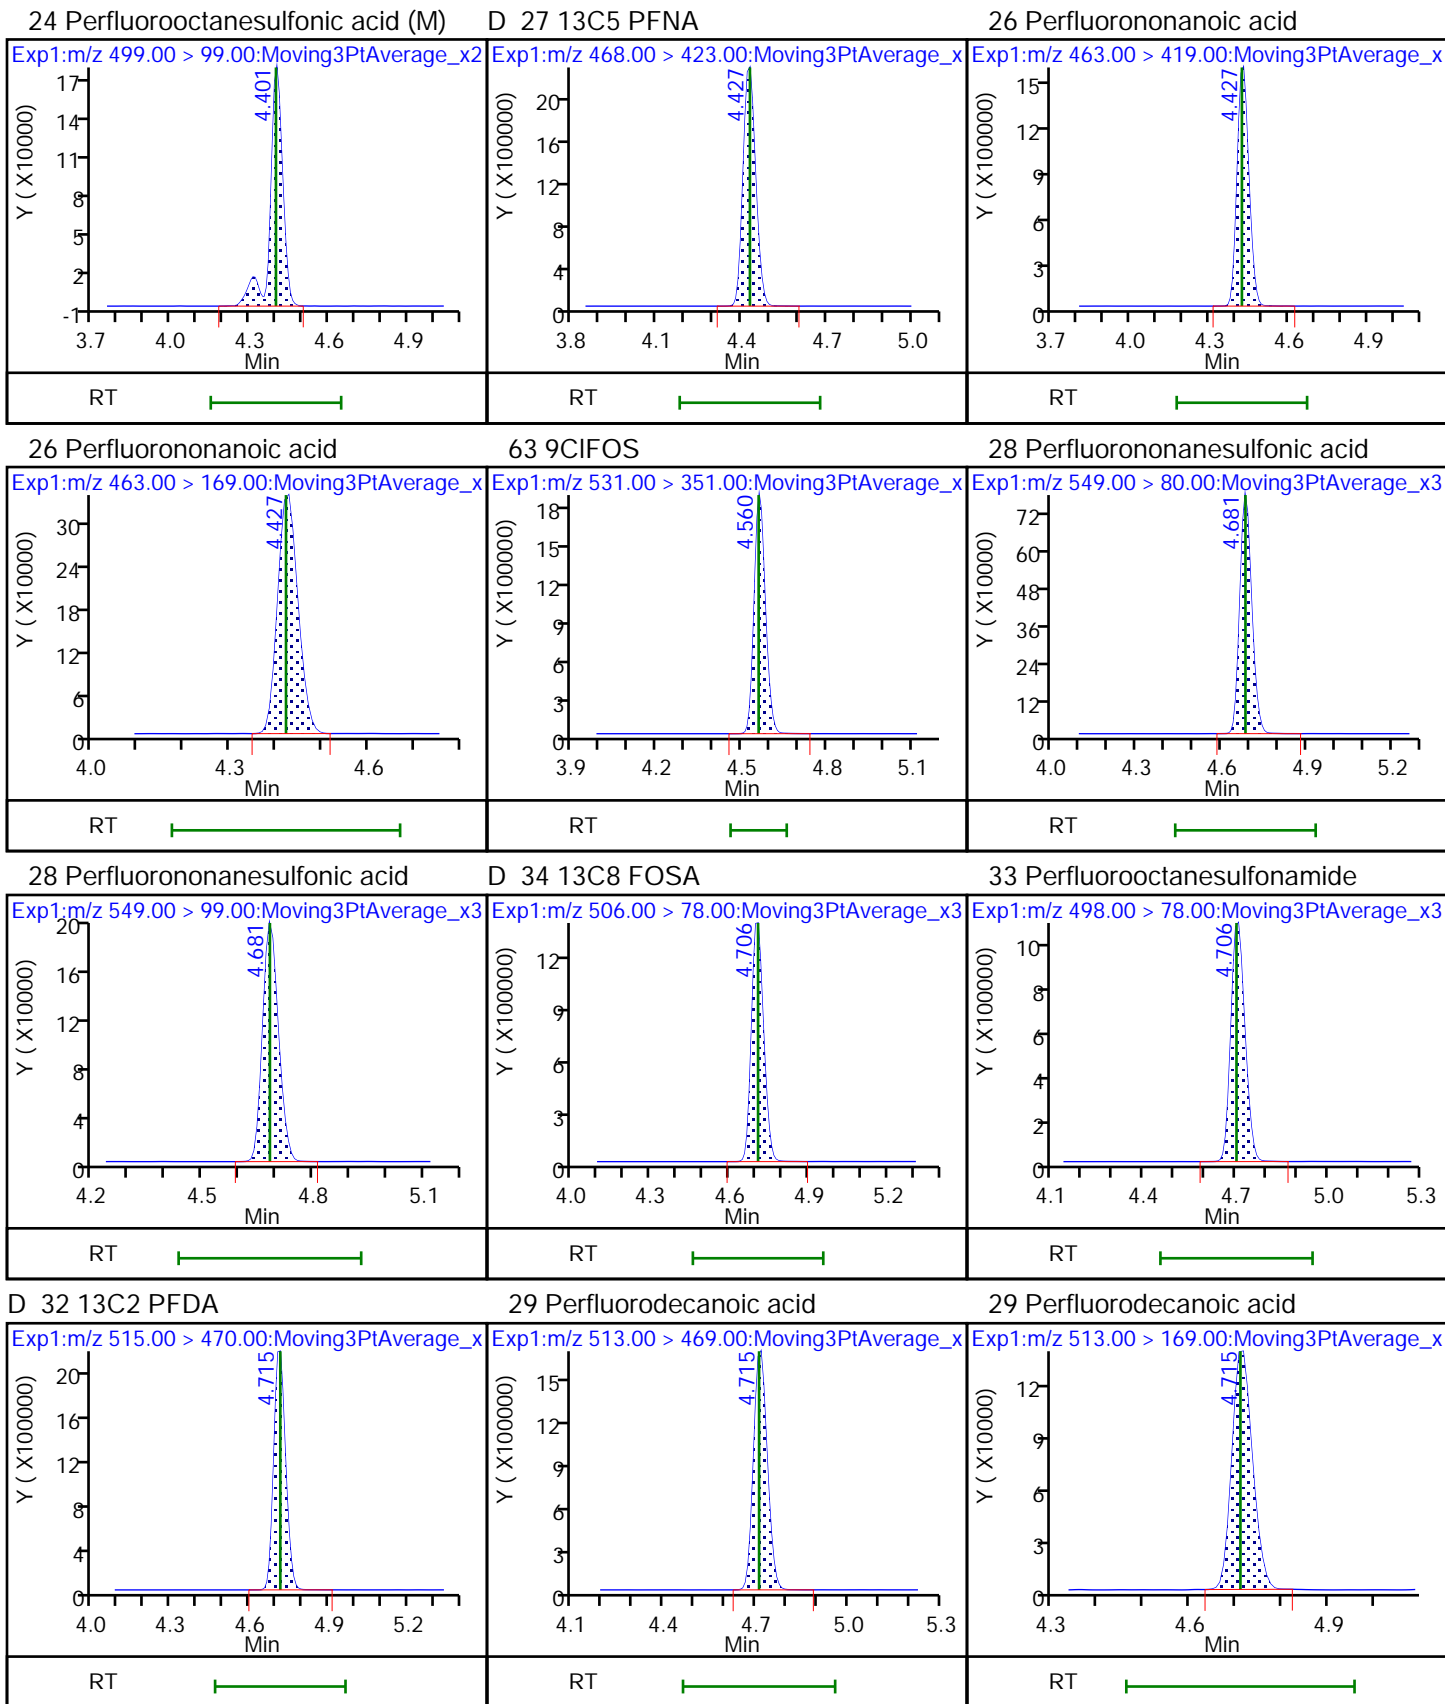 24 Perfluorooctanesulfonic acid (M)
Exp1:m/z 499.00 > 99.00:Moving3PtAverage_x2
4.401
Y ( X100000)
17
14
11
8
5
2
-1
3.7 4.0 4.3 4.6 4.9
Min
RT
D 27 13C5 PFNA
Exp1:m/z 468.00 > 423.00:Moving3PtAverage_x
4.427
Y ( X100000)
20
16
12
8
4
0
3.8 4.1 4.4 4.7 5.0
Min
RT
26 Perfluorononanoic acid
Exp1:m/z 463.00 > 419.00:Moving3PtAverage_x
4.427
Y ( X100000)
15
12
9
6
3
0
3.7 4.0 4.3 4.6 4.9
Min
RT
26 Perfluorononanoic acid
Exp1:m/z 463.00 > 169.00:Moving3PtAverage_x
4.427
Y ( X10000)
30
24
18
12
6
0
4.0 4.3 4.6
Min
RT
63 9ClFOS
Exp1:m/z 531.00 > 351.00:Moving3PtAverage_x
4.560
Y ( X100000)
18
15
12
9
6
3
0
3.9 4.2 4.5 4.8 5.1
Min
RT
28 Perfluorononanesulfonic acid
Exp1:m/z 549.00 > 80.00:Moving3PtAverage_x3
4.681
Y ( X10000)
72
60
48
36
24
12
0
4.0 4.3 4.6 4.9 5.2
Min
RT
28 Perfluorononanesulfonic acid
Exp1:m/z 549.00 > 99.00:Moving3PtAverage_x3
4.681
Y ( X10000)
20
16
12
8
4
0
4.2 4.5 4.8 5.1
Min
RT
D 34 13C8 FOSA
Exp1:m/z 506.00 > 78.00:Moving3PtAverage_x3
4.706
Y ( X100000)
12
9
6
3
0
4.0 4.3 4.6 4.9 5.2
Min
RT
33 Perfluorooctanesulfonamide
Exp1:m/z 498.00 > 78.00:Moving3PtAverage_x3
4.706
Y ( X100000)
10
8
6
4
2
0
4.1 4.4 4.7 5.0 5.3
Min
RT
D 32 13C2 PFDA
Exp1:m/z 515.00 > 470.00:Moving3PtAverage_x
4.715
Y ( X100000)
20
16
12
8
4
0
4.0 4.3 4.6 4.9 5.2
Min
RT
29 Perfluorodecanoic acid
Exp1:m/z 513.00 > 469.00:Moving3PtAverage_x
4.715
Y ( X100000)
15
12
9
6
3
0
4.1 4.4 4.7 5.0 5.3
Min
RT
29 Perfluorodecanoic acid
Exp1:m/z 513.00 > 169.00:Moving3PtAverage_x
4.715
Y ( X10000)
12
9
6
3
0
4.3 4.6 4.9
Min
RT